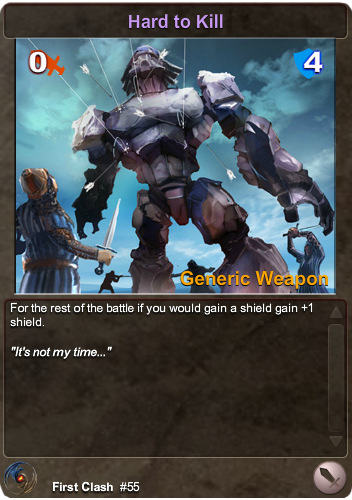 Hard to Kill
0
4
Generic Weapon
For the rest of the battle if you would gain a shield gain +1
shield.
"It's not my time..."
First Clash #55